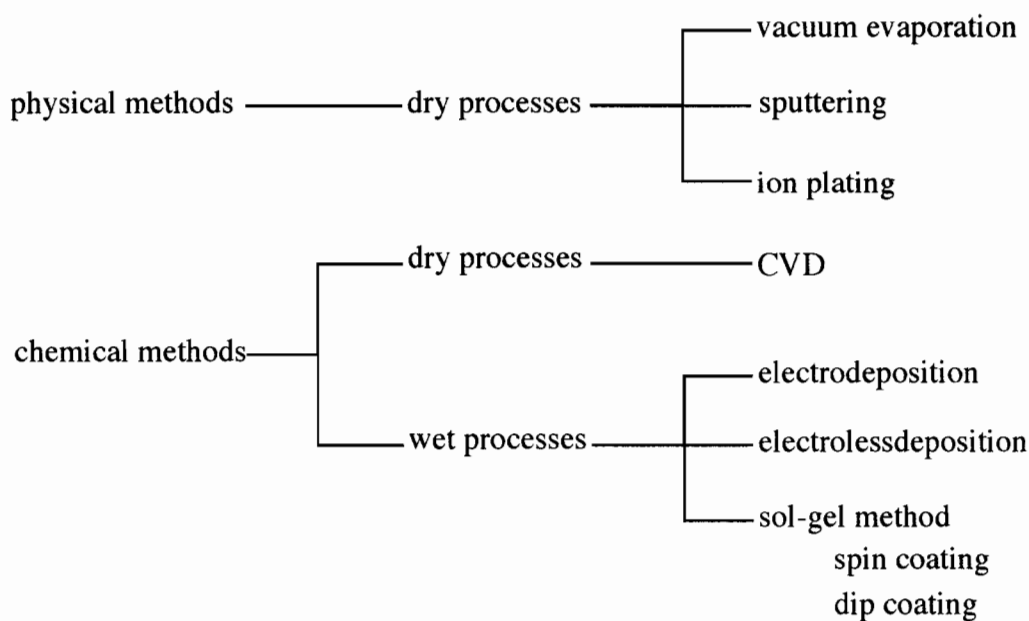 vacuum evaporation
physical methods dry processes sputtering
ion plating
dry processes CVD
chemical methods
electrodeposition
wet processes electrolessdeposition
sol-gel method
spin coating
dip coating